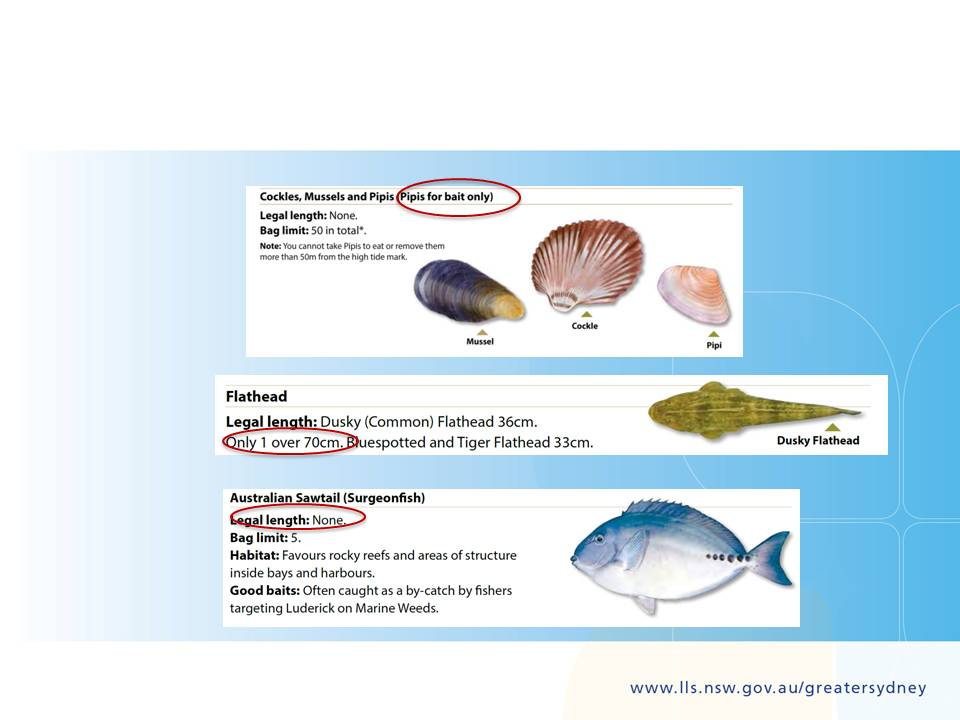 Cockles, Mussels and Pipis (Pipis for bait only)
Legal length: None.
Bag limit: 50 in total*.
Note: You cannot take Pipis to eat or remove them
more than 50m from the high tide mark.
Mussel
Cockle
Pipi
Flathead
Legal length: Dusky (Common) Flathead 36cm.
Only 1 over 70cm. Bluespotted and Tiger Flathead 33cm.
Dusky Flathead
Australian Sawtail (Surgeonfish)
Legal length: None.
Bag limit: 5.
Habitat: Favours rocky reefs and areas of structure
inside bays and harbours.
Good baits: Often caught as a by-catch by fishers
targeting Luderick on Marine Weeds.
www.lls.nsw.gov.au/greatersydney